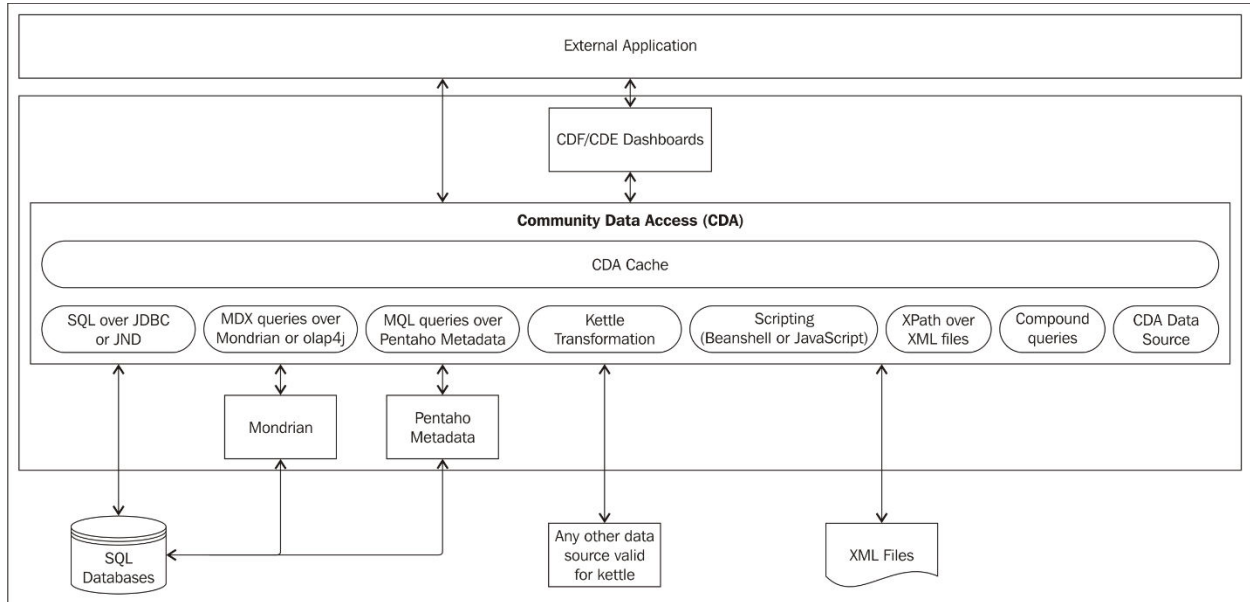 External Application
CDF/CDE Dashboards
Community Data Access (CDA)
CDA Cache
SQL over JDBC
or JND
MDX queries over
Mondrian or olap4j
MQL queries over
Pentaho Metadata
Kettle
Transformation
Scripting
(Beanshell or JavaScript)
XPath over
XML files
Compound
queries
CDA Data
Source
Mondrian
Pentaho
Metadata
SQL
Databases
Any other data
source valid
for kettle
XML Files